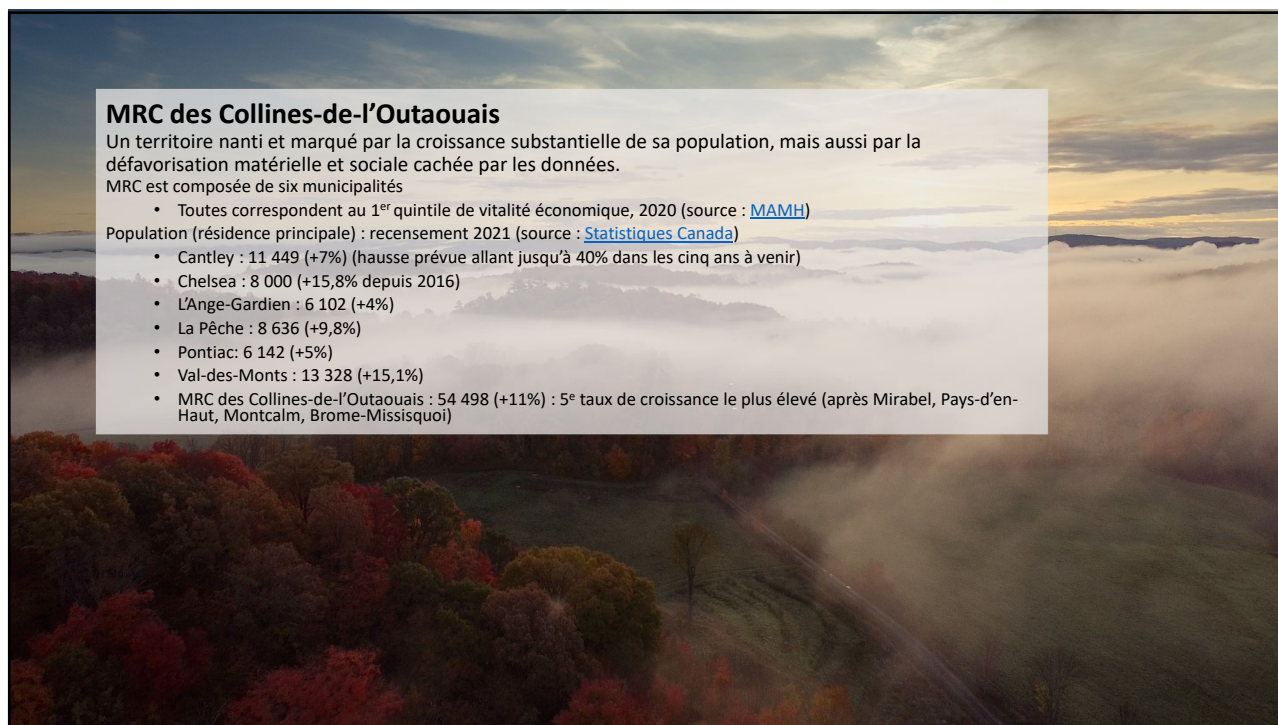 MRC des Collines-de-l’Outaouais
Un territoire nanti et marqué par la croissance substantielle de sa population, mais aussi par la
défavorisation matérielle et sociale cachée par les données.
MRC est composée de six municipalités
• Toutes correspondent au 1er quintile de vitalité économique, 2020 (source : MAMH)
Population (résidence principale) : recensement 2021 (source : Statistiques Canada)
• Cantley : 11 449 (+7%) (hausse prévue allant jusqu’à 40% dans les cinq ans à venir)
• Chelsea : 8 000 (+15,8% depuis 2016)
• L’Ange-Gardien : 6 102 (+4%)
• La Pêche : 8 636 (+9,8%)
• Pontiac: 6 142 (+5%)
• Val-des-Monts : 13 328 (+15,1%)
• MRC des Collines-de-l’Outaouais : 54 498 (+11%) : 5e taux de croissance le plus élevé (après Mirabel, Pays-d’en-
Haut, Montcalm, Brome-Missisquoi)